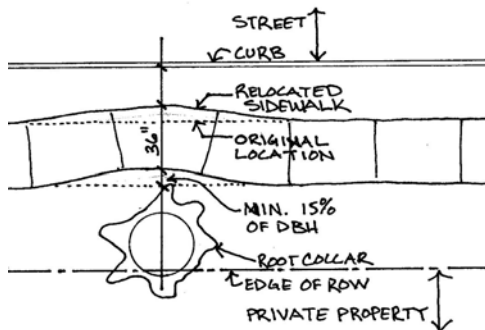 STREET
CURB
RELOCATED
SIDEWALK
ORIGINAL
LOCATION
36"
MIN. 15%
OF DBH
ROOT COLLAR
EDGE OF ROW
PRIVATE PROPERTY